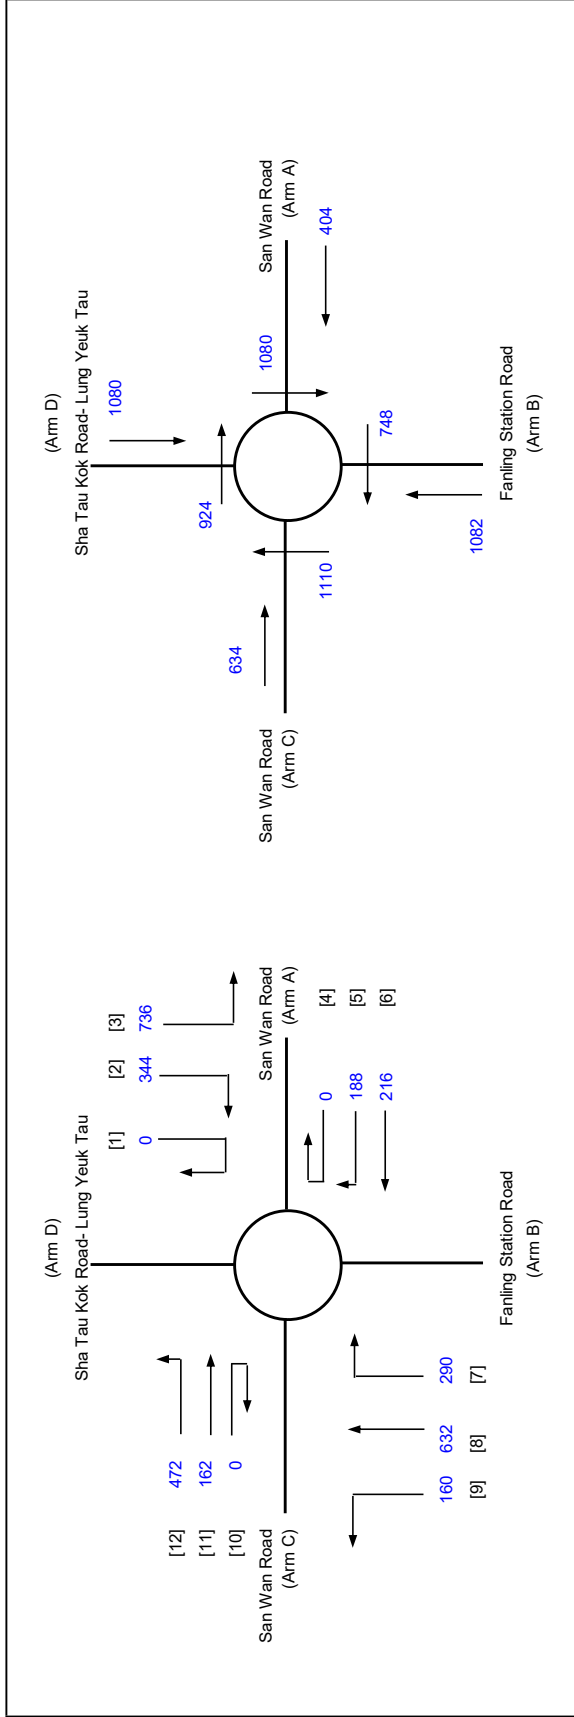 (Arm D)
Sha Tau Kok Road- Lung Yeuk Tau
[1]
[2]
[3]
0
344
736
[12]
472
[11]
162
[10]
0
San Wan Road
(Arm C)
San Wan Road
(Arm A)
0
[4]
188
[5]
216
[6]
160
632
290
[9]
[8]
[7]
Fanling Station Road
(Arm B)
(Arm D)
Sha Tau Kok Road- Lung Yeuk Tau
1080
924
634
1080
San Wan Road
(Arm C)
San Wan Road
(Arm A)
1110
404
748
1082
Fanling Station Road
(Arm B)